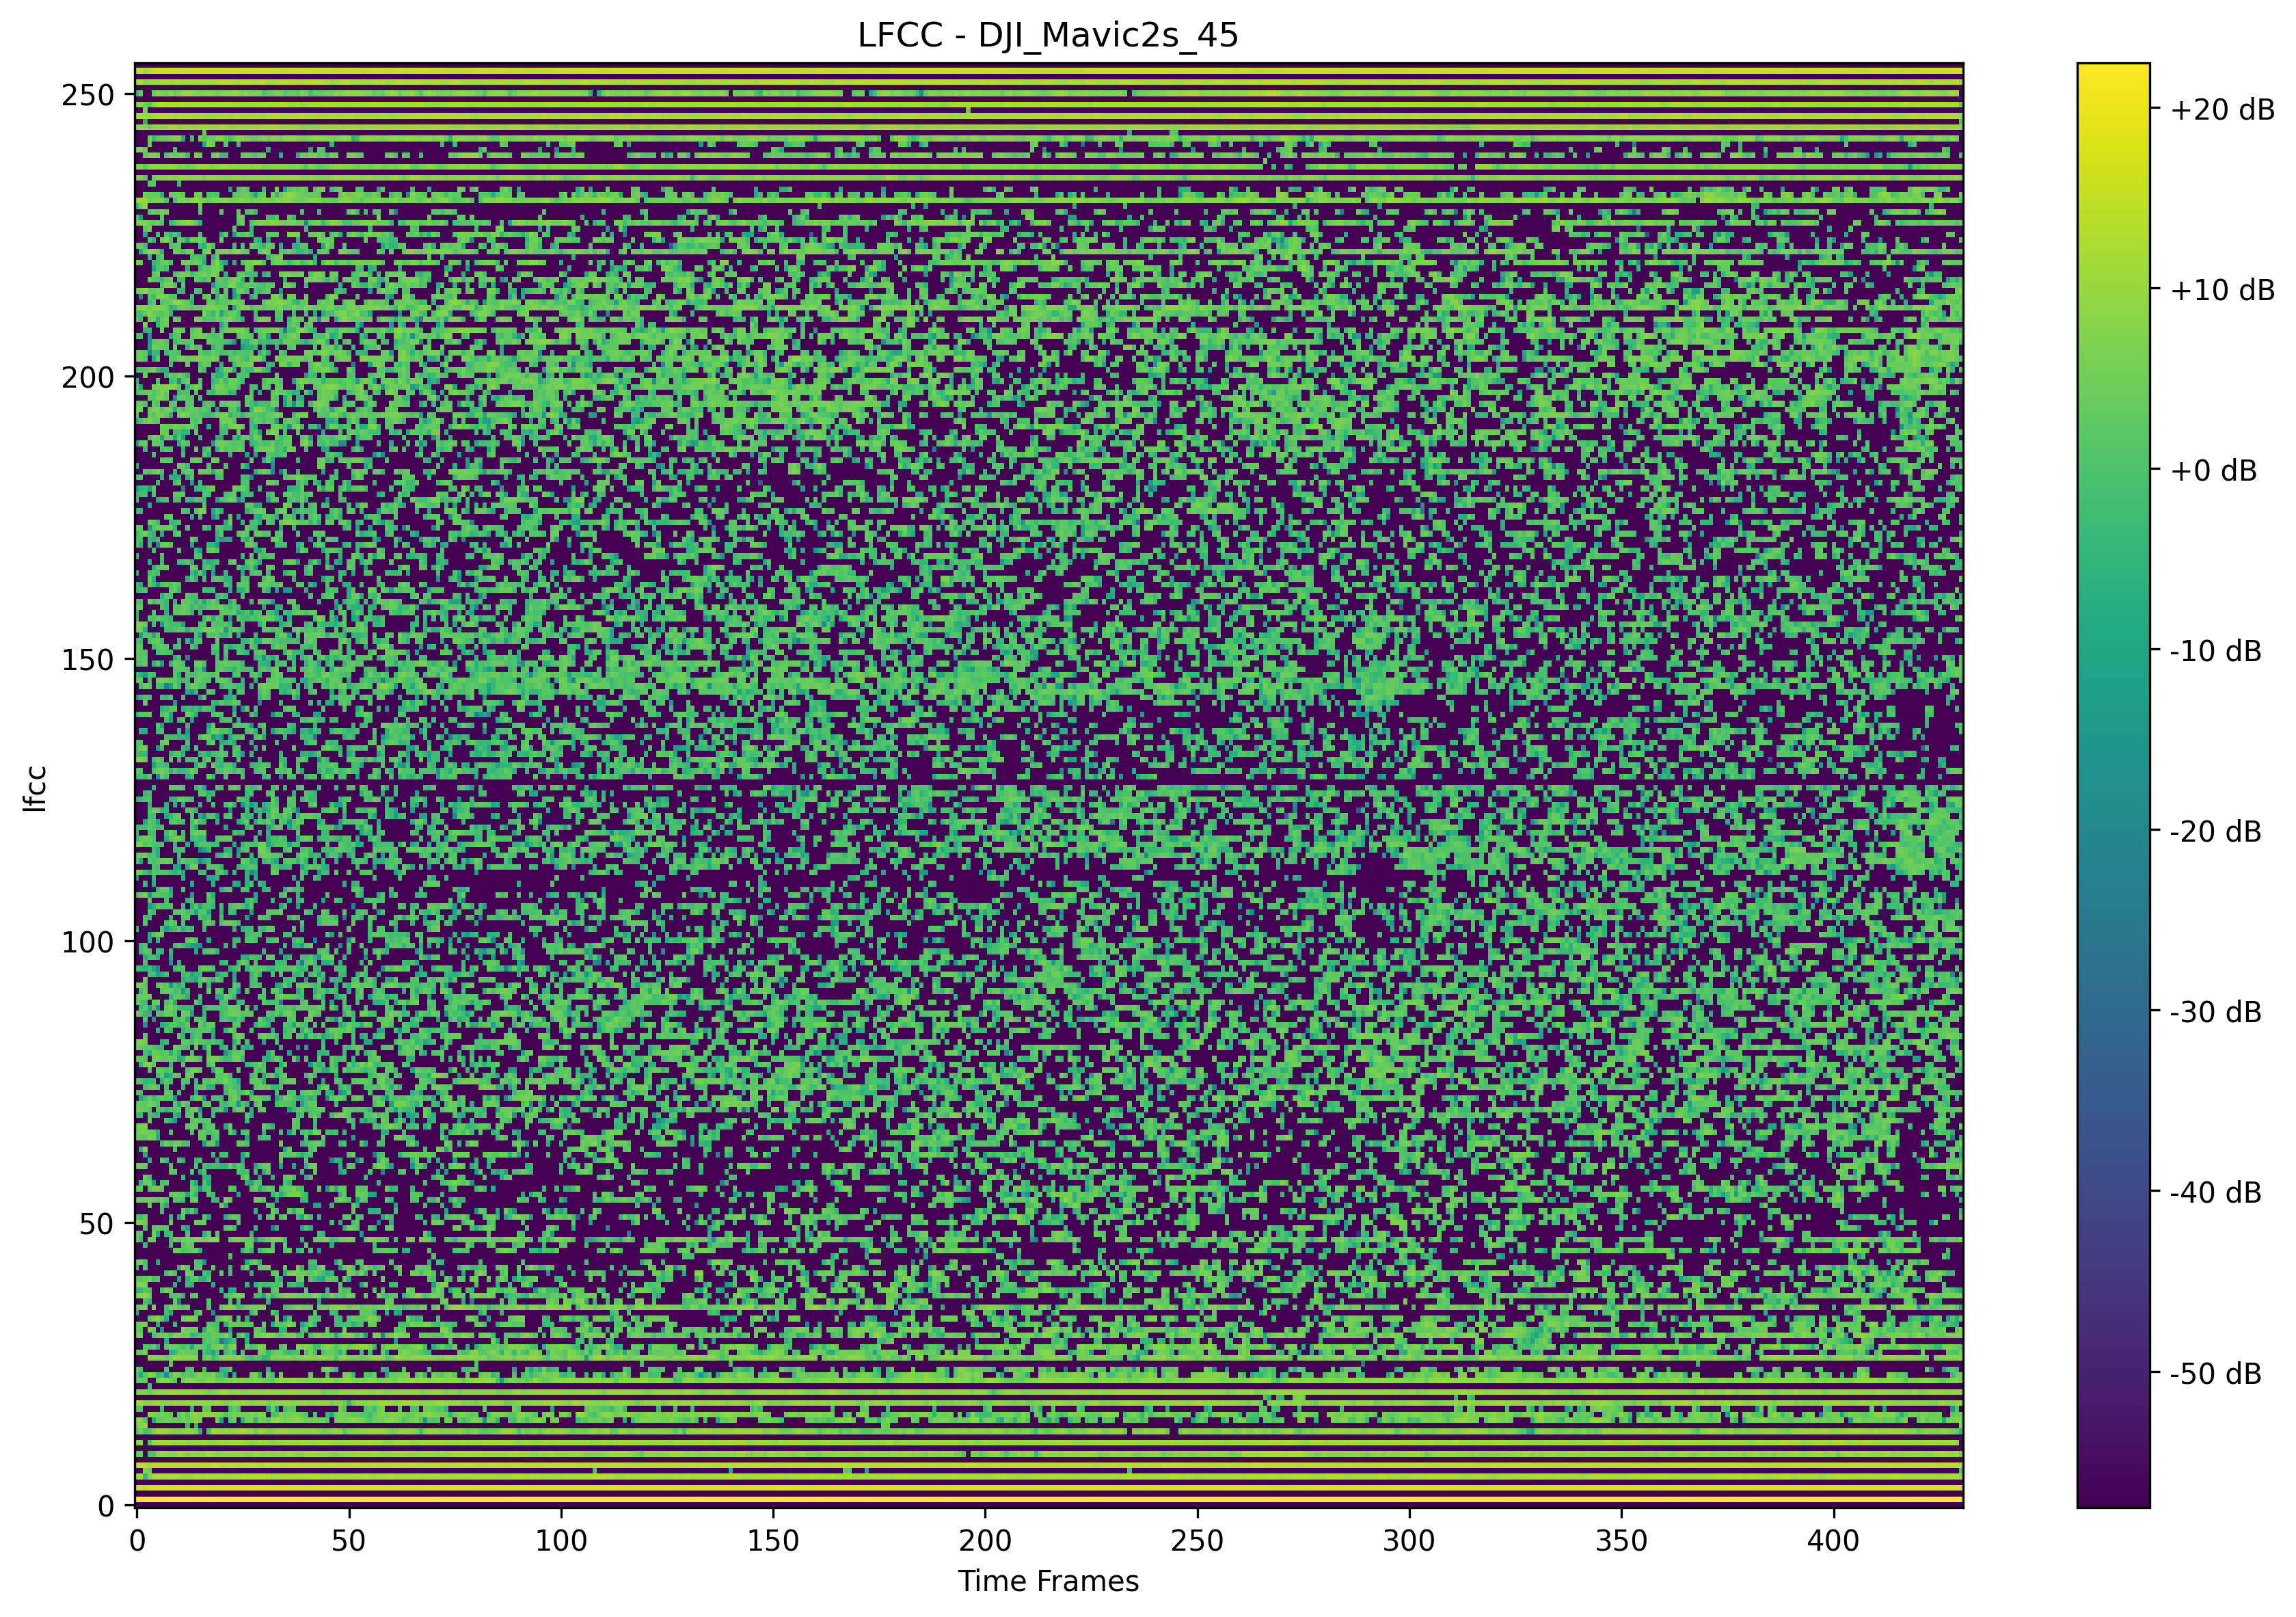 LFCC - DJI_Mavic2s_45
lfcc
250
200
150
100
50
0
0 50 100 150 200 250 300 350 400
Time Frames
+20 dB
+10 dB
+0 dB
-10 dB
-20 dB
-30 dB
-40 dB
-50 dB